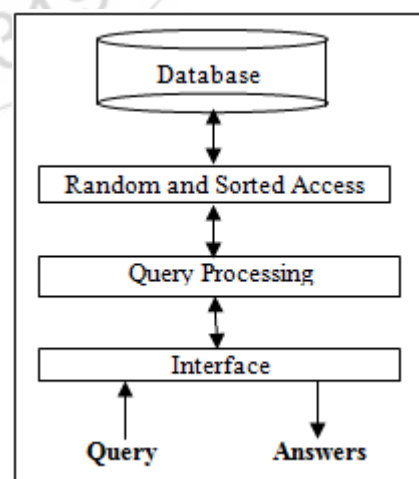 Database
Random and Sorted Access
Query Processing
Interface
Query Answers